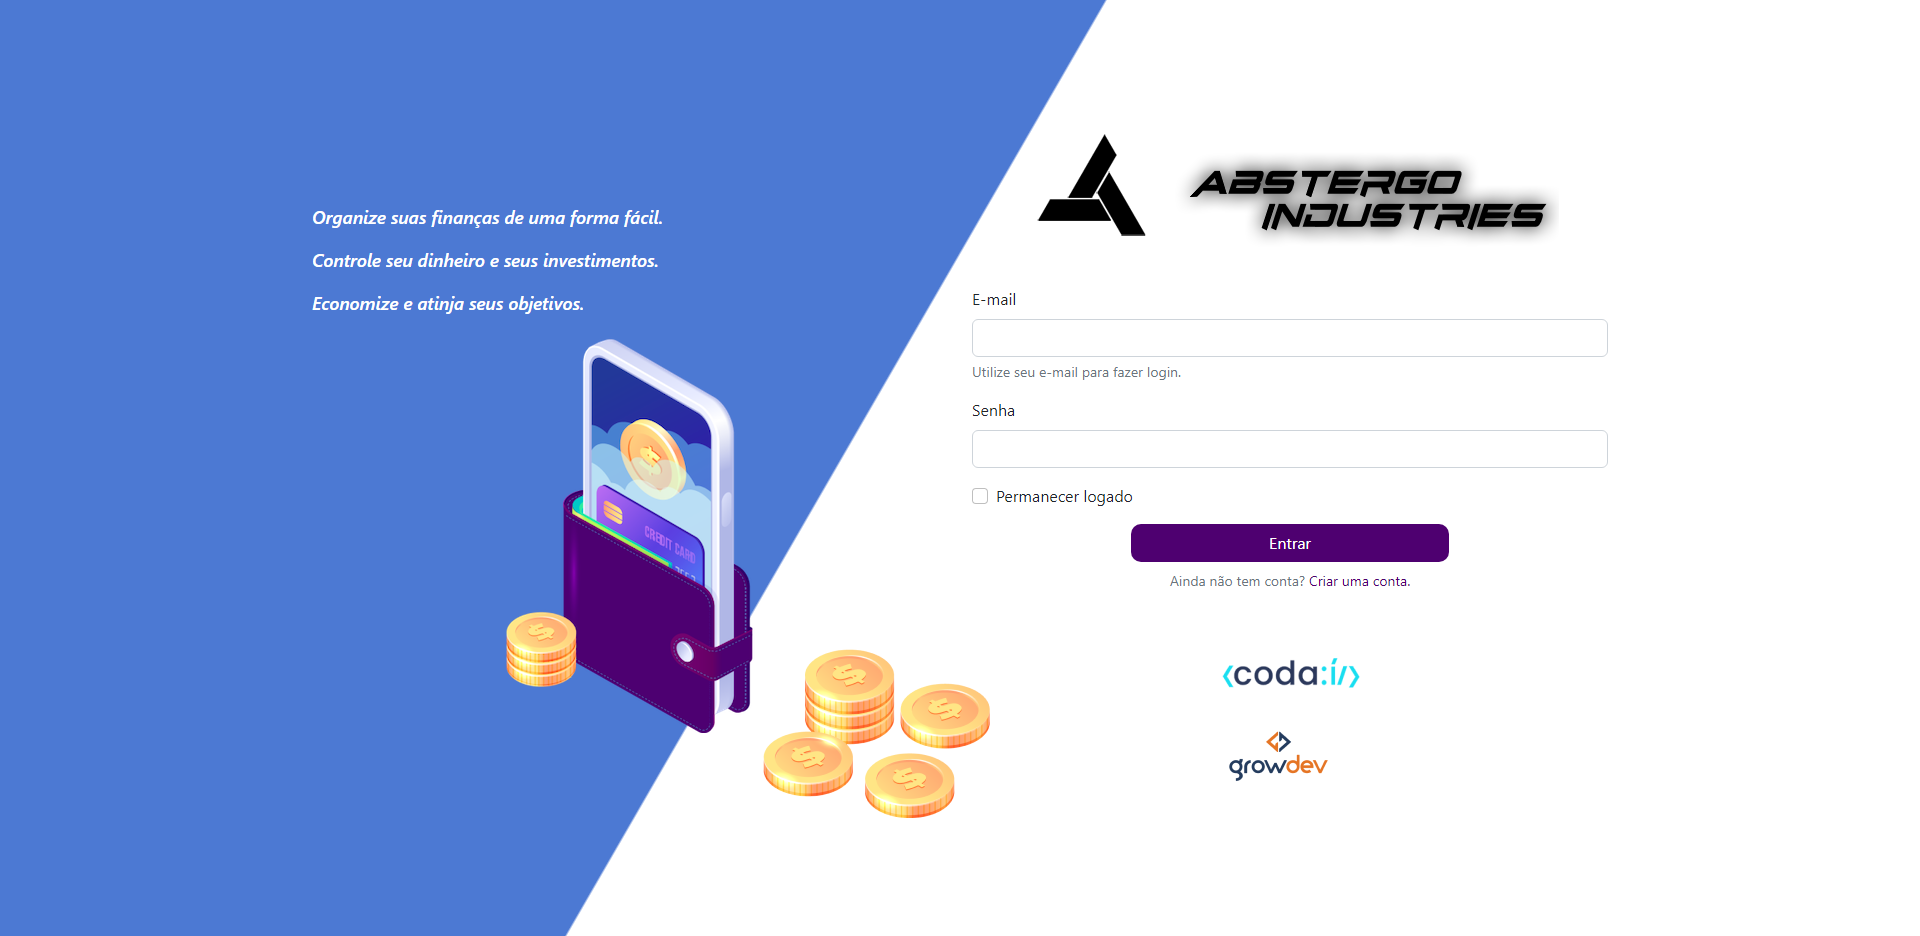 Organize suas finanças de uma forma fácil.
Controle seu dinheiro e seus investimentos.
Economize e atinja seus objetivos.
CREDIT CARD
ABSTERGO
INDUSTRIES
E-mail
Utilize seu e-mail para fazer login.
Senha
Permanecer logado
Entrar
Ainda não tem conta? Criar uma conta.
<coda:i/>
growdev